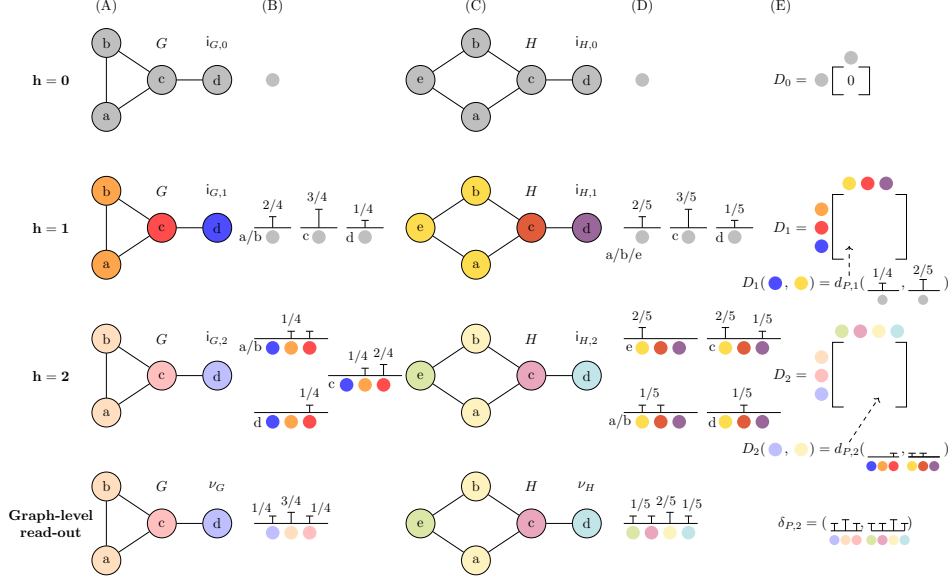 (A) (B) (C) (D) (E)
b G i_{G,0} b H i_{H,0}
h = 0 c d e c d D_0 = [ 0 ]
a a
b G i_{G,1} 2/4 3/4 1/4 b H i_{H,1} 2/5 3/5 1/5
h = 1 c d a/b c d e c d a/b/e c d D_1 =
a a
D_1( , ) = d_{P,1}( 1/4 , 2/5 )
b G i_{G,2} 1/4 b H i_{H,2} 2/5 2/5 1/5
a/b e c
h = 2 c d 1/4 2/4 c e c d D_2 =
a 1/4 d a 1/5 1/5 a/b 1/5 d
D_2( , ) = d_{P,2}( , )
b G ν_G b H ν_H
Graph-level c d 1/4 3/4 1/4 e c d 1/5 2/5 1/5 δ_{P,2} = ( , )
read-out
a a